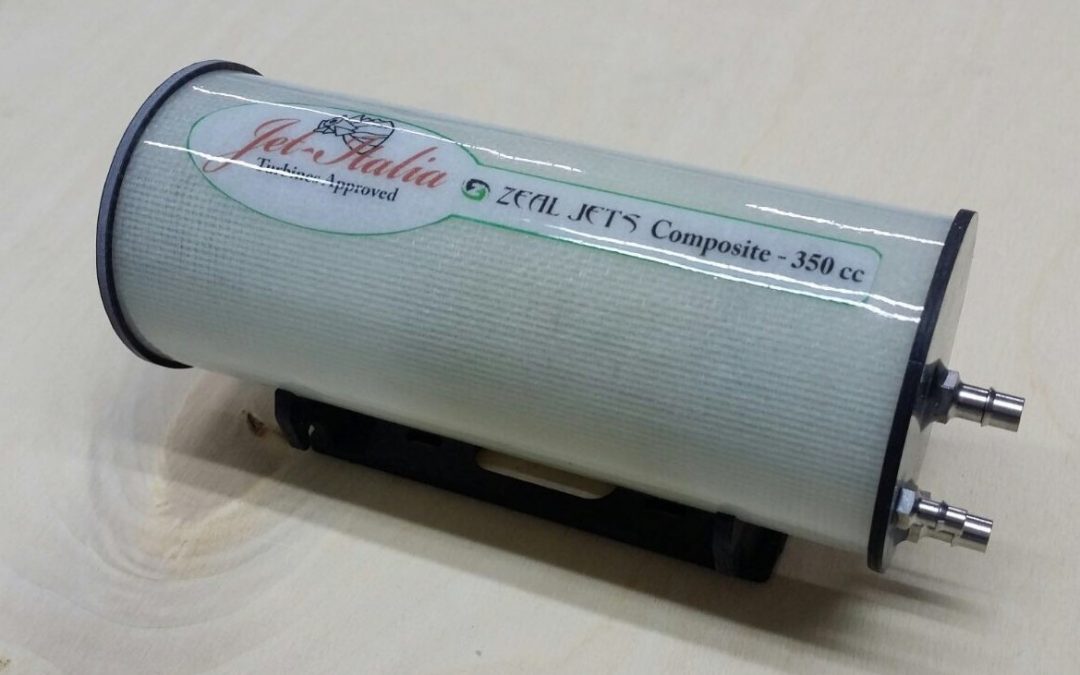 Jet-Italia
Turbines Approved
ZEAL JETS Composite - 350 cc